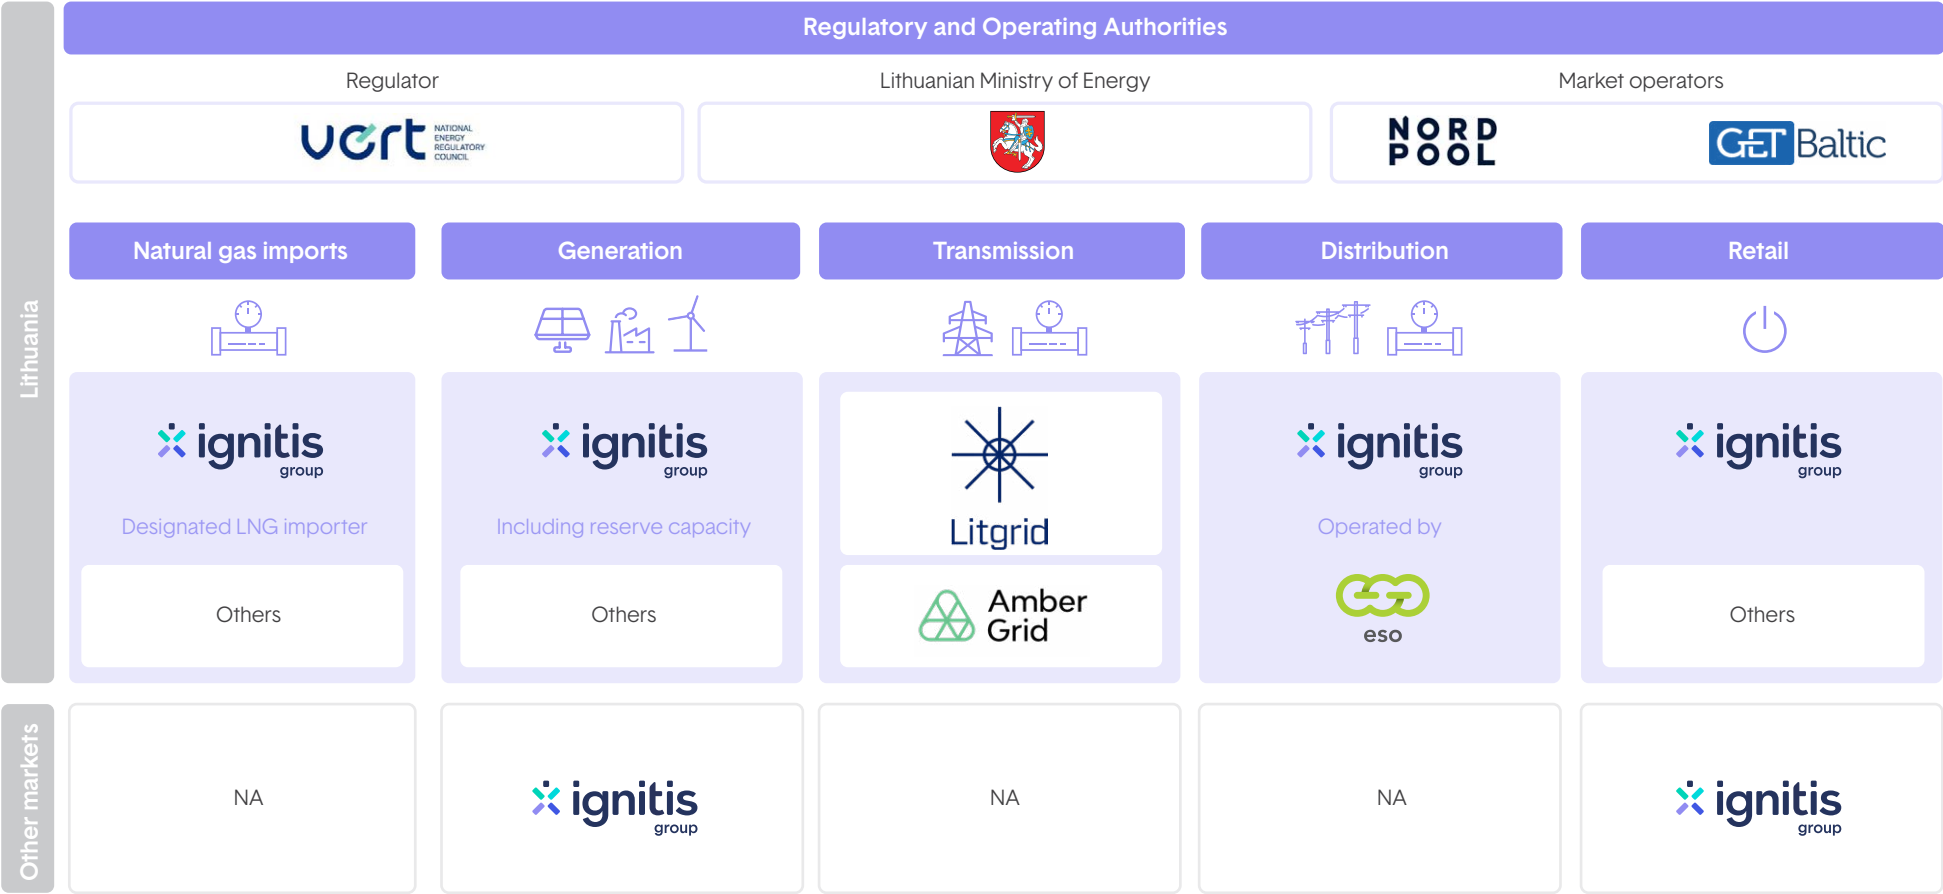 Regulatory and Operating Authorities
Regulator
Lithuanian Ministry of Energy
Market operators
vert
NATIONAL
ENERGY
REGULATORY
COUNCIL
NORD
POOL
GET Baltic
Lithuania
Natural gas imports
Generation
Transmission
Distribution
Retail
ignitis
group
Designated LNG importer
Others
ignitis
group
Including reserve capacity
Others
Litgrid
Amber
Grid
ignitis
group
Operated by
eso
ignitis
group
Others
Other markets
NA
ignitis
group
NA
NA
ignitis
group